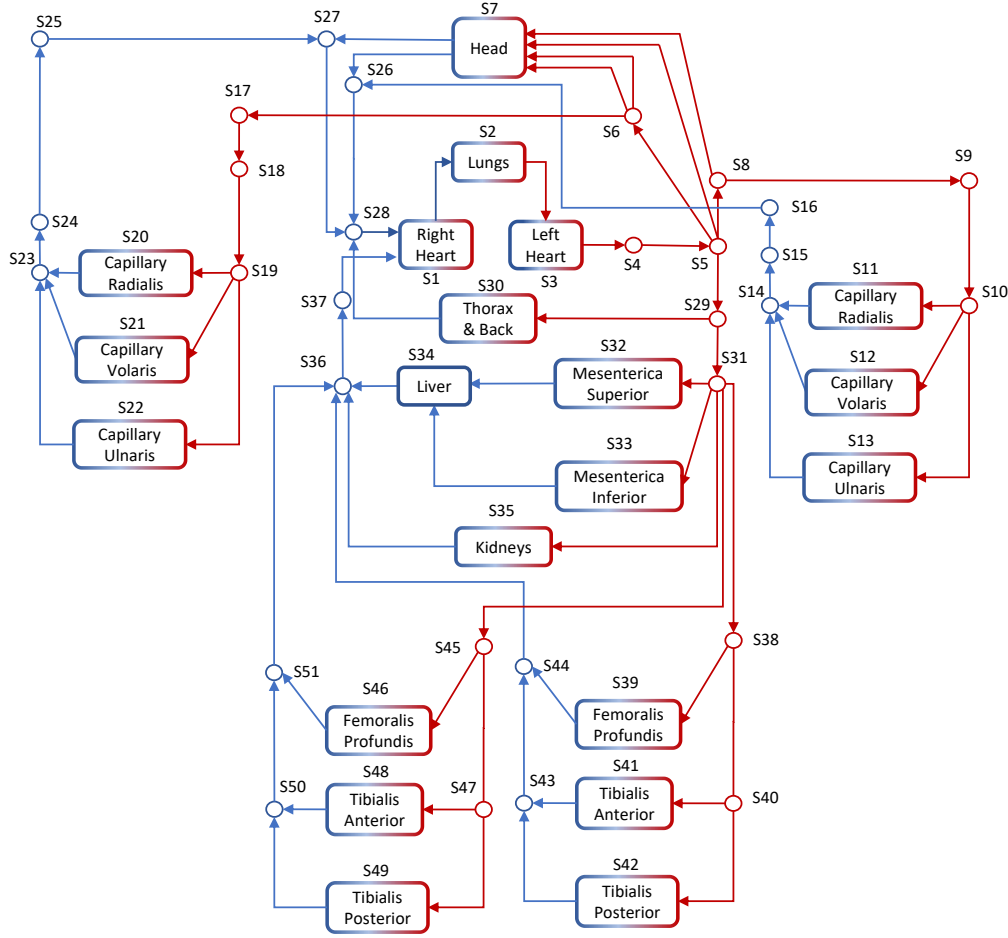 S7
S25
S27
Head
S26
S17
S6
S2
S8
S9
S18
Lungs
S24
S28
S16
S20
Right
Heart
Left
Heart
S4
S5
S15
S11
S23
Capillary
Radialis
S19
S1
S3
S30
S37
Thorax
& Back
S29
S14
Capillary
Radialis
S10
S21
Capillary
Volaris
S36
S34
S32
S31
S12
Liver
Mesenterica
Superior
Capillary
Volaris
S22
Capillary
Ulnaris
S33
S13
Mesenterica
Inferior
Capillary
Ulnaris
S35
Kidneys
S45
S38
S51
S46
S44
S39
Femoralis
Profundis
Femoralis
Profundis
S48
S41
S50
Tibialis
Anterior
S47
S43
Tibialis
Anterior
S40
S49
S42
Tibialis
Posterior
Tibialis
Posterior